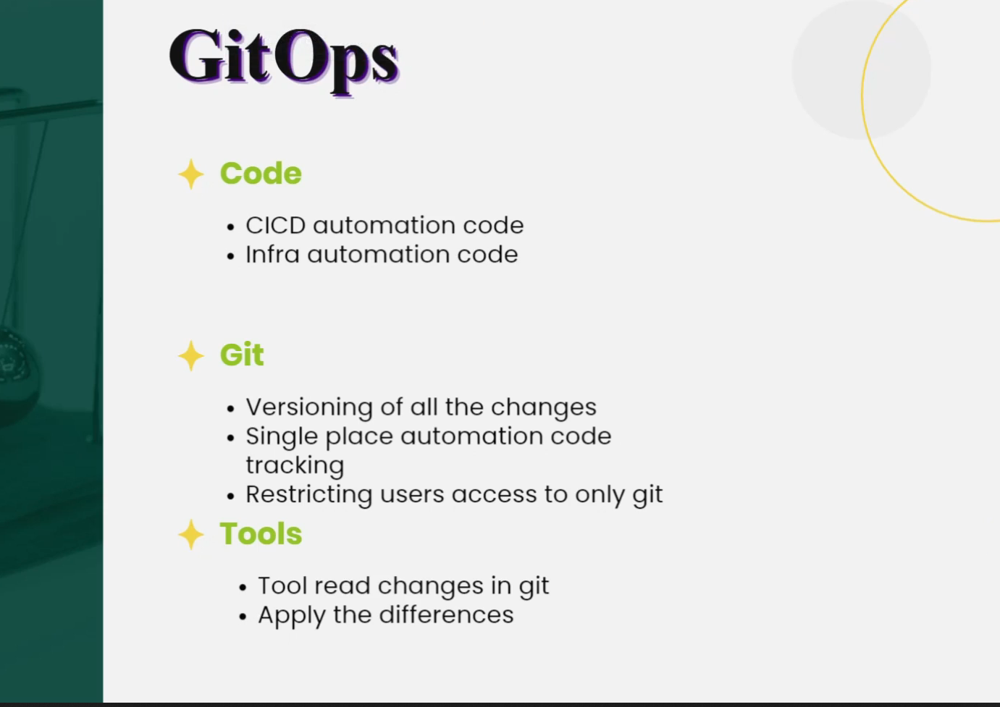 GitOps
Code
• CICD automation code
• Infra automation code
Git
• Versioning of all the changes
• Single place automation code
tracking
• Restricting users access to only git
Tools
• Tool read changes in git
• Apply the differences